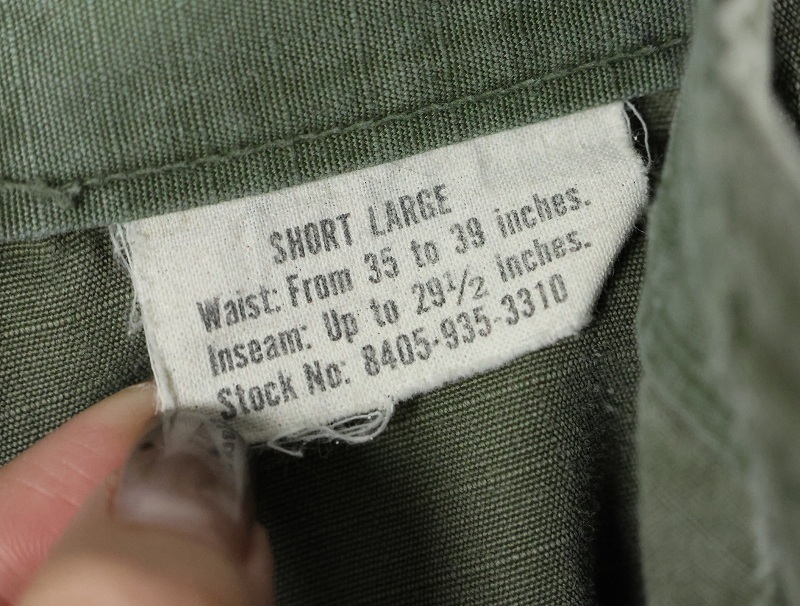 SHORT LARGE
Waist: From 35 to 39 inches.
Inseam: Up to 29½ inches.
Stock No: 8405-935-3310